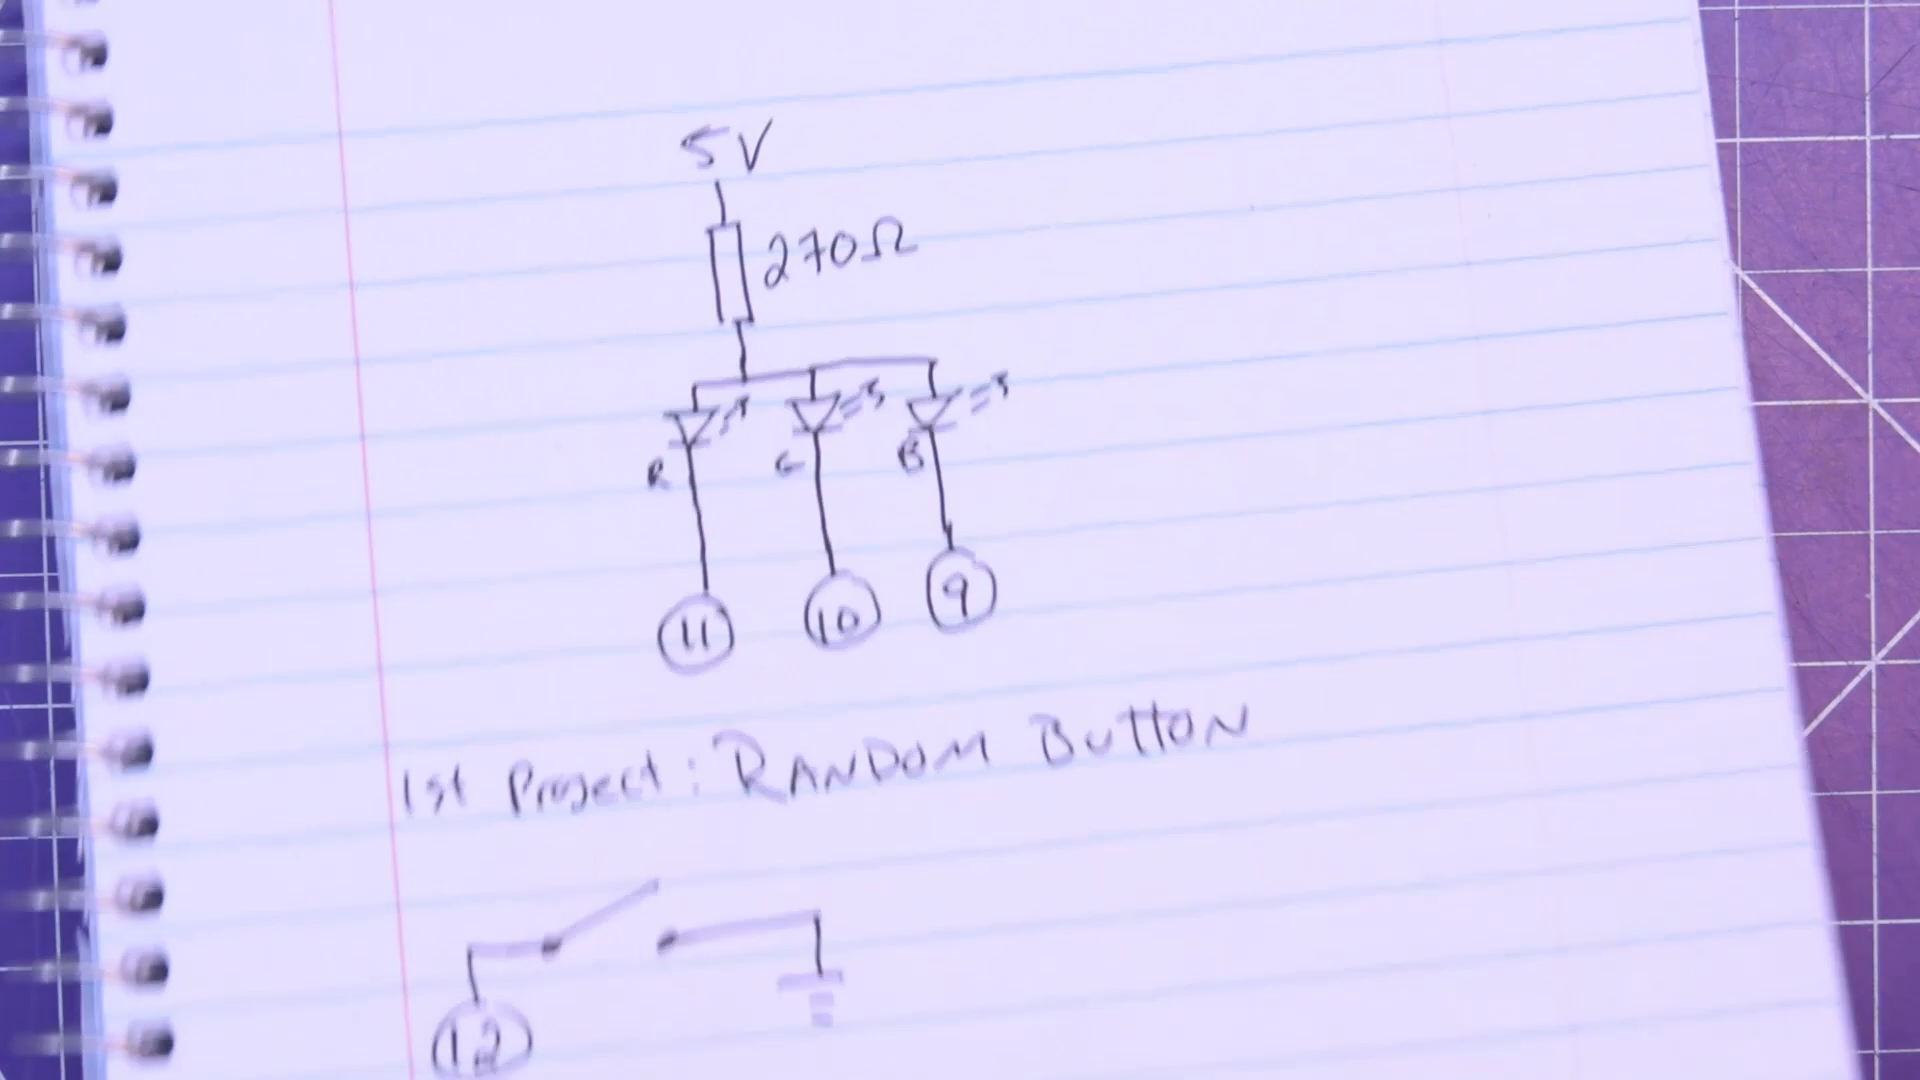 5V
270Ω
R G B
11 10 9
1st Project: RANDOM BUTTON
12